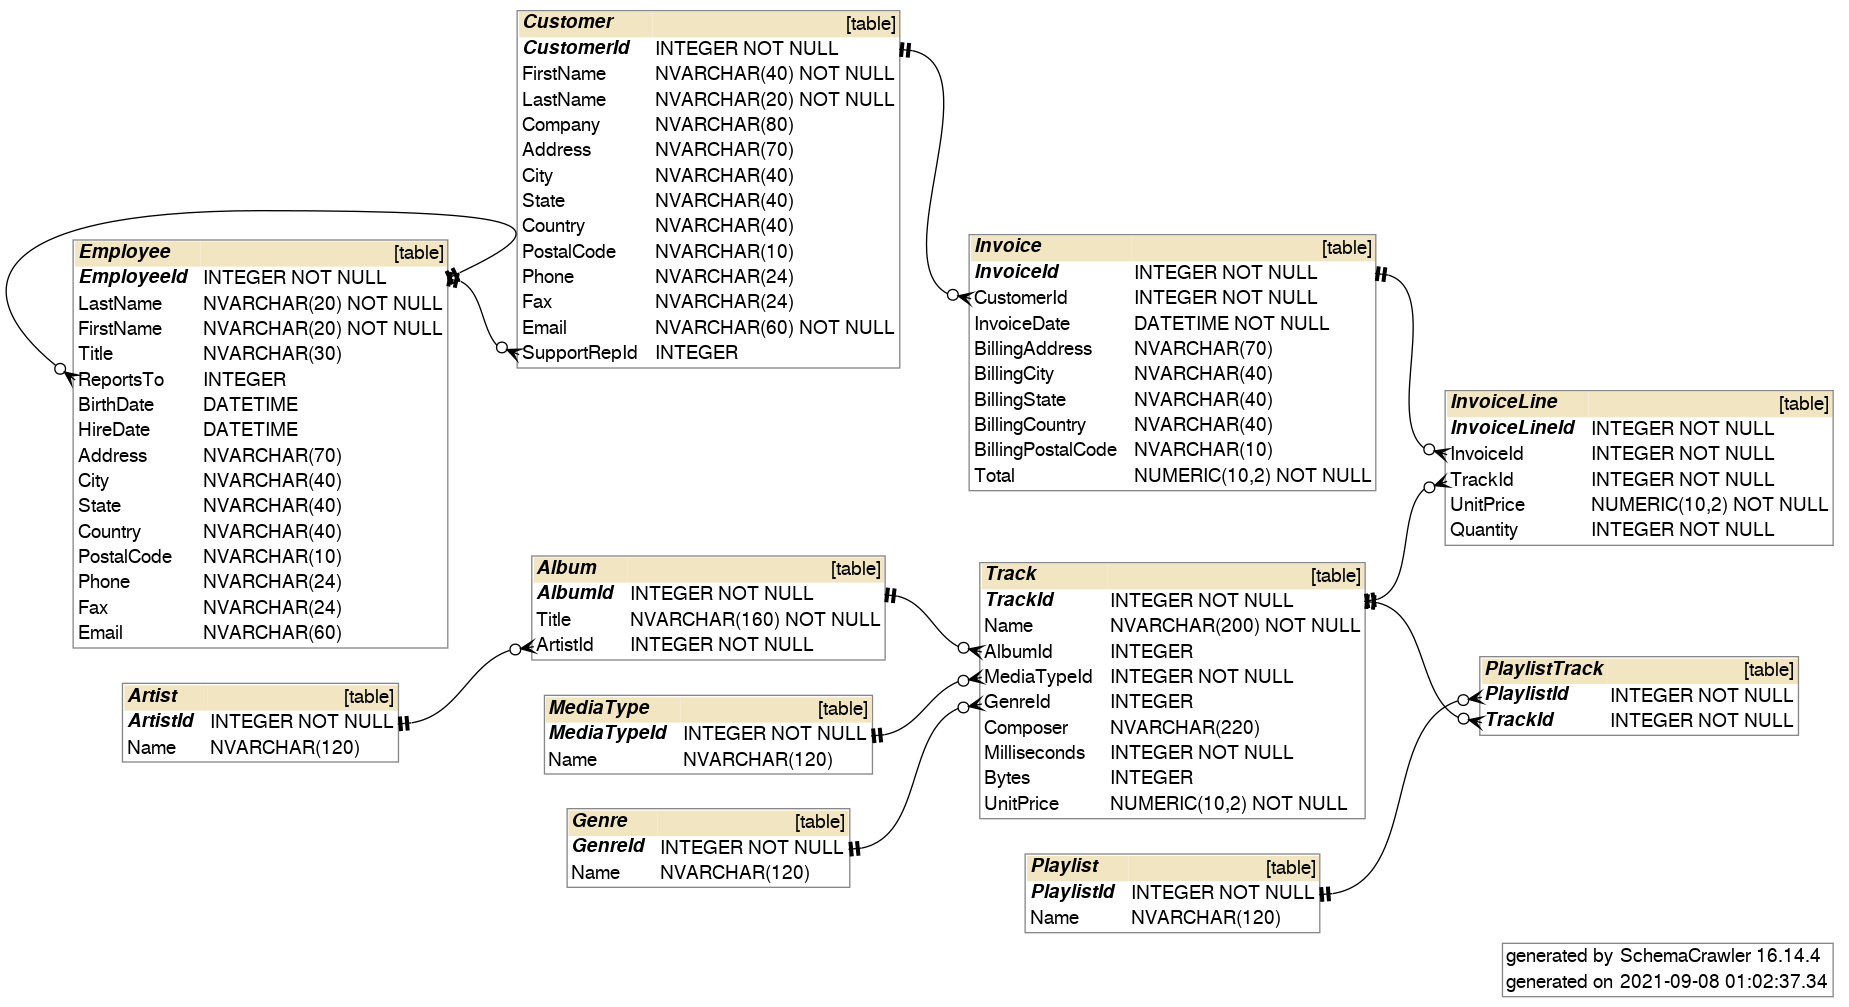 Customer [table]
CustomerId INTEGER NOT NULL
FirstName NVARCHAR(40) NOT NULL
LastName NVARCHAR(20) NOT NULL
Company NVARCHAR(80)
Address NVARCHAR(70)
City NVARCHAR(40)
State NVARCHAR(40)
Country NVARCHAR(40)
PostalCode NVARCHAR(10)
Phone NVARCHAR(24)
Fax NVARCHAR(24)
Email NVARCHAR(60) NOT NULL
SupportRepId INTEGER
Employee [table]
EmployeeId INTEGER NOT NULL
LastName NVARCHAR(20) NOT NULL
FirstName NVARCHAR(20) NOT NULL
Title NVARCHAR(30)
ReportsTo INTEGER
BirthDate DATETIME
HireDate DATETIME
Address NVARCHAR(70)
City NVARCHAR(40)
State NVARCHAR(40)
Country NVARCHAR(40)
PostalCode NVARCHAR(10)
Phone NVARCHAR(24)
Fax NVARCHAR(24)
Email NVARCHAR(60)
Invoice [table]
InvoiceId INTEGER NOT NULL
CustomerId INTEGER NOT NULL
InvoiceDate DATETIME NOT NULL
BillingAddress NVARCHAR(70)
BillingCity NVARCHAR(40)
BillingState NVARCHAR(40)
BillingCountry NVARCHAR(40)
BillingPostalCode NVARCHAR(10)
Total NUMERIC(10,2) NOT NULL
InvoiceLine [table]
InvoiceLineId INTEGER NOT NULL
InvoiceId INTEGER NOT NULL
TrackId INTEGER NOT NULL
UnitPrice NUMERIC(10,2) NOT NULL
Quantity INTEGER NOT NULL
Album [table]
AlbumId INTEGER NOT NULL
Title NVARCHAR(160) NOT NULL
ArtistId INTEGER NOT NULL
Track [table]
TrackId INTEGER NOT NULL
Name NVARCHAR(200) NOT NULL
AlbumId INTEGER
MediaTypeId INTEGER NOT NULL
GenreId INTEGER
Composer NVARCHAR(220)
Milliseconds INTEGER NOT NULL
Bytes INTEGER
UnitPrice NUMERIC(10,2) NOT NULL
PlaylistTrack [table]
PlaylistId INTEGER NOT NULL
TrackId INTEGER NOT NULL
Artist [table]
ArtistId INTEGER NOT NULL
Name NVARCHAR(120)
MediaType [table]
MediaTypeId INTEGER NOT NULL
Name NVARCHAR(120)
Genre [table]
GenreId INTEGER NOT NULL
Name NVARCHAR(120)
Playlist [table]
PlaylistId INTEGER NOT NULL
Name NVARCHAR(120)
generated by SchemaCrawler 16.14.4
generated on 2021-09-08 01:02:37.34